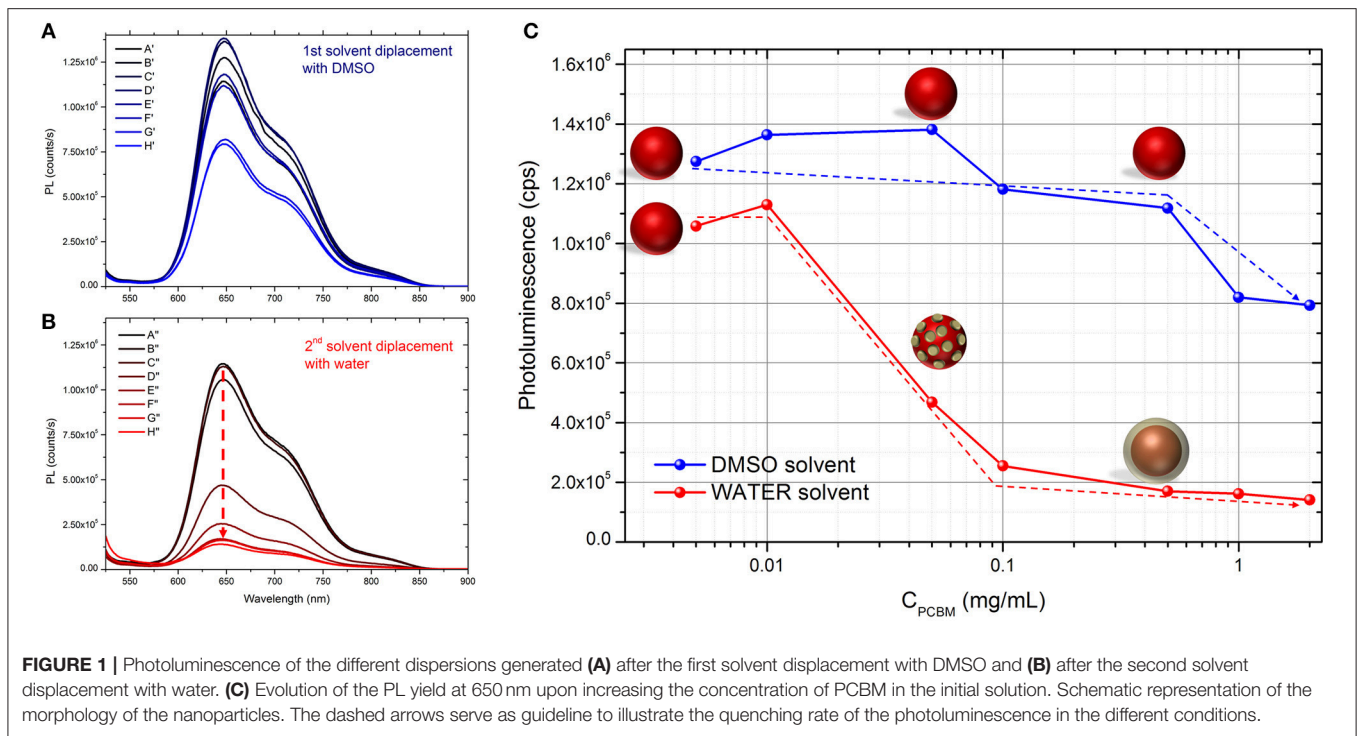 A
PL (counts/s)
1.25x10⁶
1.00x10⁶
7.50x10⁵
5.00x10⁵
2.50x10⁵
0.00
A'
B'
C'
D'
E'
F'
G'
H'
1st solvent diplacement
with DMSO
550 600 650 700 750 800 850 900
B
PL (counts/s)
1.25x10⁶
1.00x10⁶
7.50x10⁵
5.00x10⁵
2.50x10⁵
0.00
A"
B"
C"
D"
E"
F"
G"
H"
2nd solvent diplacement
with water
550 600 650 700 750 800 850 900
Wavelength (nm)
C
Photoluminescence (cps)
1.6x10⁶
1.4x10⁶
1.2x10⁶
1.0x10⁶
8.0x10⁵
6.0x10⁵
4.0x10⁵
2.0x10⁵
0.0
DMSO solvent
WATER solvent
0.01 0.1 1
C_PCBM (mg/mL)
FIGURE 1 | Photoluminescence of the different dispersions generated (A) after the first solvent displacement with DMSO and (B) after the second solvent
displacement with water. (C) Evolution of the PL yield at 650 nm upon increasing the concentration of PCBM in the initial solution. Schematic representation of the
morphology of the nanoparticles. The dashed arrows serve as guideline to illustrate the quenching rate of the photoluminescence in the different conditions.